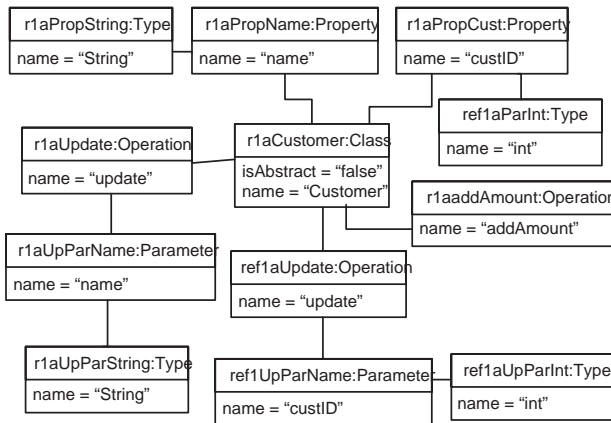 r1aPropString:Type
name = “String”
r1aPropName:Property
name = “name”
r1aPropCust:Property
name = “custID”
ref1aParInt:Type
name = “int”
r1aUpdate:Operation
name = “update”
r1aCustomer:Class
isAbstract = “false”
name = “Customer”
r1aaddAmount:Operation
name = “addAmount”
r1aUpParName:Parameter
name = “name”
ref1aUpdate:Operation
name = “update”
r1aUpParString:Type
name = “String”
ref1UpParName:Parameter
name = “custID”
ref1aUpParInt:Type
name = “int”